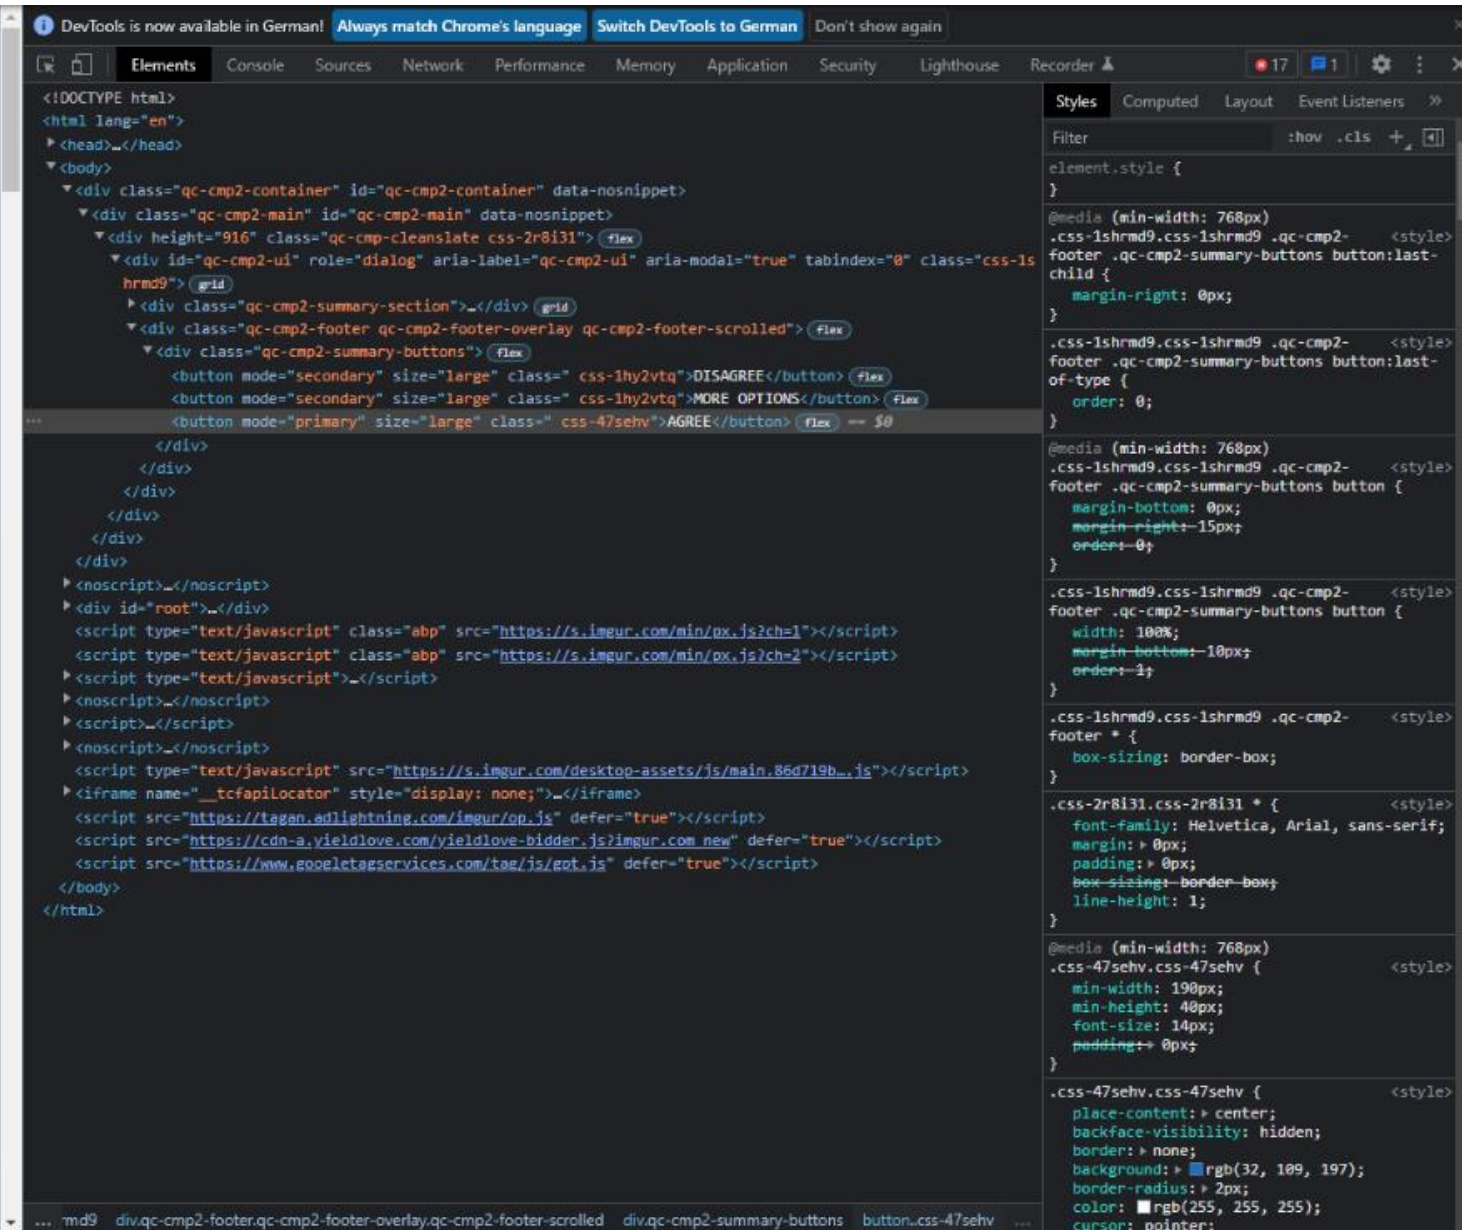 DevTools is now available in German! Always match Chrome's language Switch DevTools to German Don't show again
Elements Console Sources Network Performance Memory Application Security Lighthouse Recorder 17 1
<!DOCTYPE html>
<html lang="en">
<head>…</head>
<body>
<div class="qc-cmp2-container" id="qc-cmp2-container" data-nosnippet>
<div class="qc-cmp2-main" id="qc-cmp2-main" data-nosnippet>
<div height="916" class="qc-cmp-cleanslate css-2r8i31"> flex
<div id="qc-cmp2-ui" role="dialog" aria-label="qc-cmp2-ui" aria-modal="true" tabindex="0" class="css-1s
hrmd9"> grid
<div class="qc-cmp2-summary-section">…</div> grid
<div class="qc-cmp2-footer qc-cmp2-footer-overlay qc-cmp2-footer-scrolled"> flex
<div class="qc-cmp2-summary-buttons"> flex
<button mode="secondary" size="large" class=" css-1hy2vtq">DISAGREE</button> flex
<button mode="secondary" size="large" class=" css-1hy2vtq">MORE OPTIONS</button> flex
<button mode="primary" size="large" class=" css-47sehv">AGREE</button> flex == $0
</div>
</div>
</div>
</div>
</div>
</div>
<noscript>…</noscript>
<div id="root">…</div>
<script type="text/javascript" class="abp" src="https://s.imgur.com/min/px.js?ch=1"></script>
<script type="text/javascript" class="abp" src="https://s.imgur.com/min/px.js?ch=2"></script>
<script type="text/javascript">…</script>
<noscript>…</noscript>
<script>…</script>
<noscript>…</noscript>
<script type="text/javascript" src="https://s.imgur.com/desktop-assets/js/main.86d719b….js"></script>
<iframe name="__tcfapiLocator" style="display: none;">…</iframe>
<script src="https://tagan.adlightning.com/imgur/op.js" defer="true"></script>
<script src="https://cdn-a.yieldlove.com/yieldlove-bidder.js?imgur.com_new" defer="true"></script>
<script src="https://www.googletagservices.com/tag/js/gpt.js" defer="true"></script>
</body>
</html>
... rmd9 div.qc-cmp2-footer.qc-cmp2-footer-overlay.qc-cmp2-footer-scrolled div.qc-cmp2-summary-buttons button..css-47sehv ...
Styles Computed Layout Event Listeners »
Filter :hov .cls +
element.style {
}
@media (min-width: 768px)
.css-1shrmd9.css-1shrmd9 .qc-cmp2- <style>
footer .qc-cmp2-summary-buttons button:last-
child {
margin-right: 0px;
}
.css-1shrmd9.css-1shrmd9 .qc-cmp2- <style>
footer .qc-cmp2-summary-buttons button:last-
of-type {
order: 0;
}
@media (min-width: 768px)
.css-1shrmd9.css-1shrmd9 .qc-cmp2- <style>
footer .qc-cmp2-summary-buttons button {
margin-bottom: 0px;
margin-right: 15px;
order: 0;
}
.css-1shrmd9.css-1shrmd9 .qc-cmp2- <style>
footer .qc-cmp2-summary-buttons button {
width: 100%;
margin-bottom: 10px;
order: 1;
}
.css-1shrmd9.css-1shrmd9 .qc-cmp2- <style>
footer * {
box-sizing: border-box;
}
.css-2r8i31.css-2r8i31 * { <style>
font-family: Helvetica, Arial, sans-serif;
margin: 0px;
padding: 0px;
box-sizing: border-box;
line-height: 1;
}
@media (min-width: 768px)
.css-47sehv.css-47sehv { <style>
min-width: 190px;
min-height: 40px;
font-size: 14px;
padding: 0px;
}
.css-47sehv.css-47sehv { <style>
place-content: center;
backface-visibility: hidden;
border: none;
background: rgb(32, 109, 197);
border-radius: 2px;
color: rgb(255, 255, 255);
cursor: pointer;